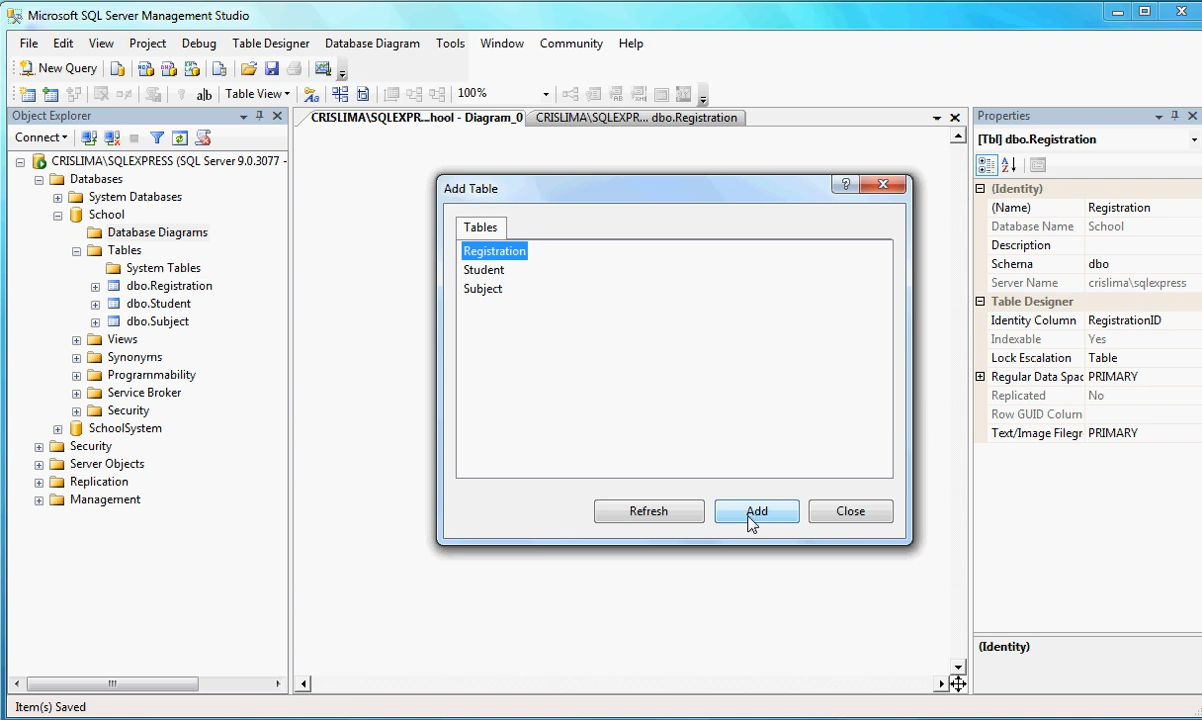 Microsoft SQL Server Management Studio
File Edit View Project Debug Table Designer Database Diagram Tools Window Community Help
New Query
Table View 100%
Object Explorer
Connect
CRISLIMA\SQLEXPRESS (SQL Server 9.0.3077 -
Databases
System Databases
School
Database Diagrams
Tables
System Tables
dbo.Registration
dbo.Student
dbo.Subject
Views
Synonyms
Programmability
Service Broker
Security
SchoolSystem
Security
Server Objects
Replication
Management
CRISLIMA\SQLEXPR...hool - Diagram_0 CRISLIMA\SQLEXPR... dbo.Registration
Add Table
Tables
Registration
Student
Subject
Refresh Add Close
Properties
[Tbl] dbo.Registration
(Identity)
(Name) Registration
Database Name School
Description
Schema dbo
Server Name crislima\sqlexpress
Table Designer
Identity Column RegistrationID
Indexable Yes
Lock Escalation Table
Regular Data Spac PRIMARY
Replicated No
Row GUID Colum
Text/Image Filegr PRIMARY
(Identity)
Item(s) Saved